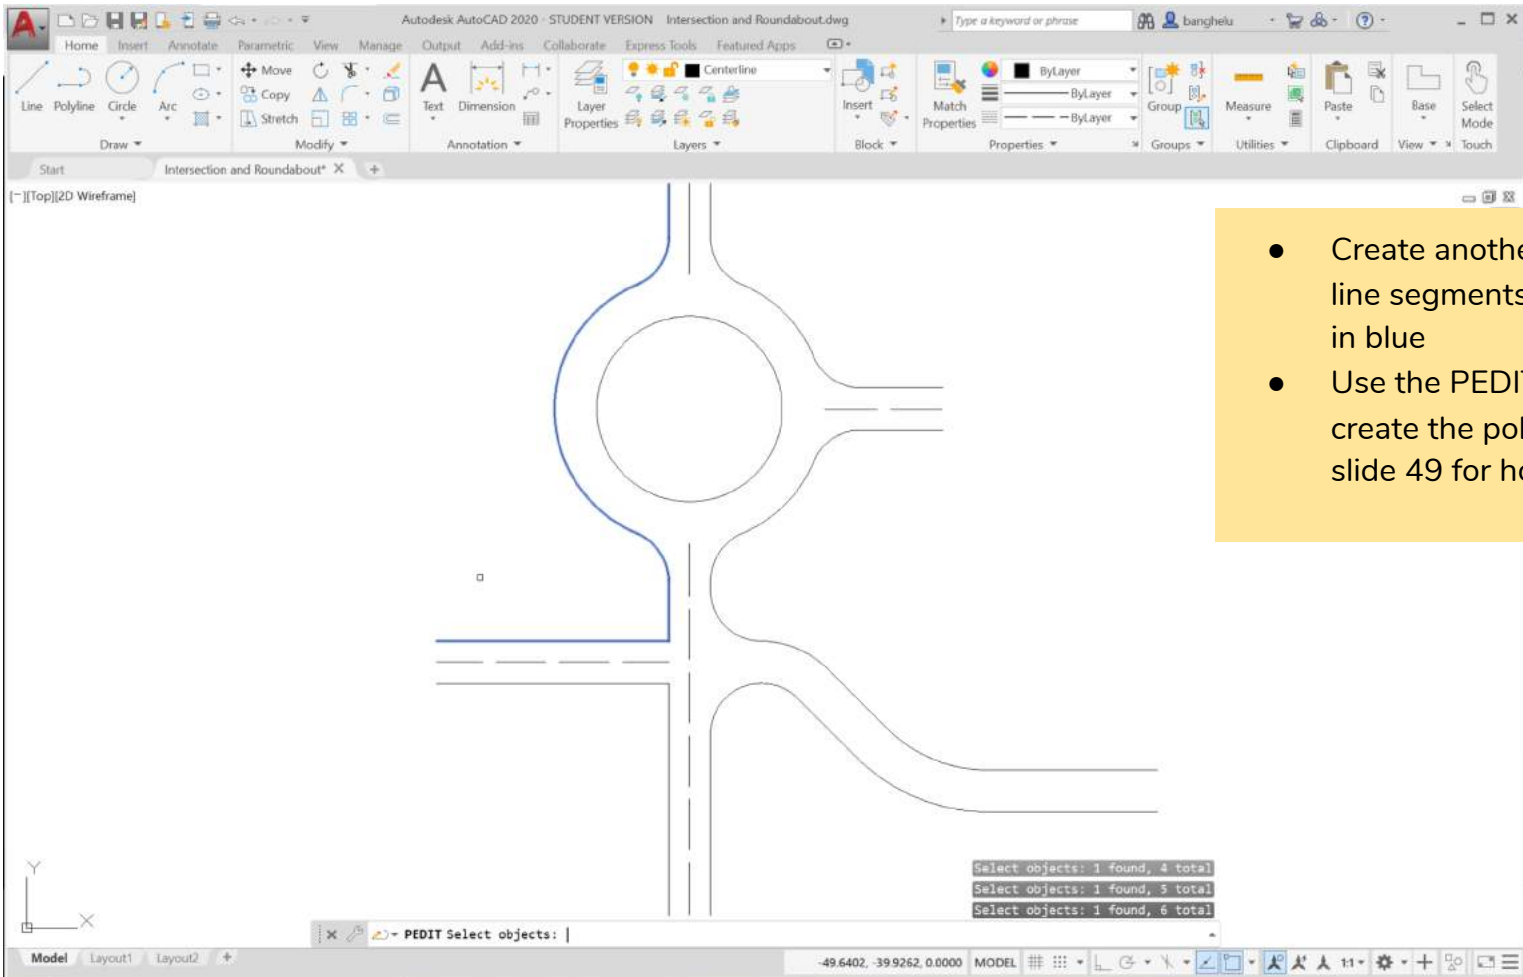 Autodesk AutoCAD 2020 - STUDENT VERSION Intersection and Roundabout.dwg
Type a keyword or phrase
banghelu
Home Insert Annotate Parametric View Manage Output Add-ins Collaborate Express Tools Featured Apps
Line Polyline Circle Arc
Move
Copy
Stretch
Text Dimension
Layer
Properties
Centerline
Insert
Match
Properties
ByLayer
ByLayer
ByLayer
Group
Measure
Paste
Base
Select
Mode
Draw Modify Annotation Layers Block Properties Groups Utilities Clipboard View Touch
Start Intersection and Roundabout* +
[−][Top][2D Wireframe]
● Create anothe
line segments
in blue
● Use the PEDI
create the pol
slide 49 for ho
Y
X
Select objects: 1 found, 4 total
Select objects: 1 found, 5 total
Select objects: 1 found, 6 total
PEDIT Select objects:
Model Layout1 Layout2 +
-49.6402, -39.9262, 0.0000 MODEL 1:1